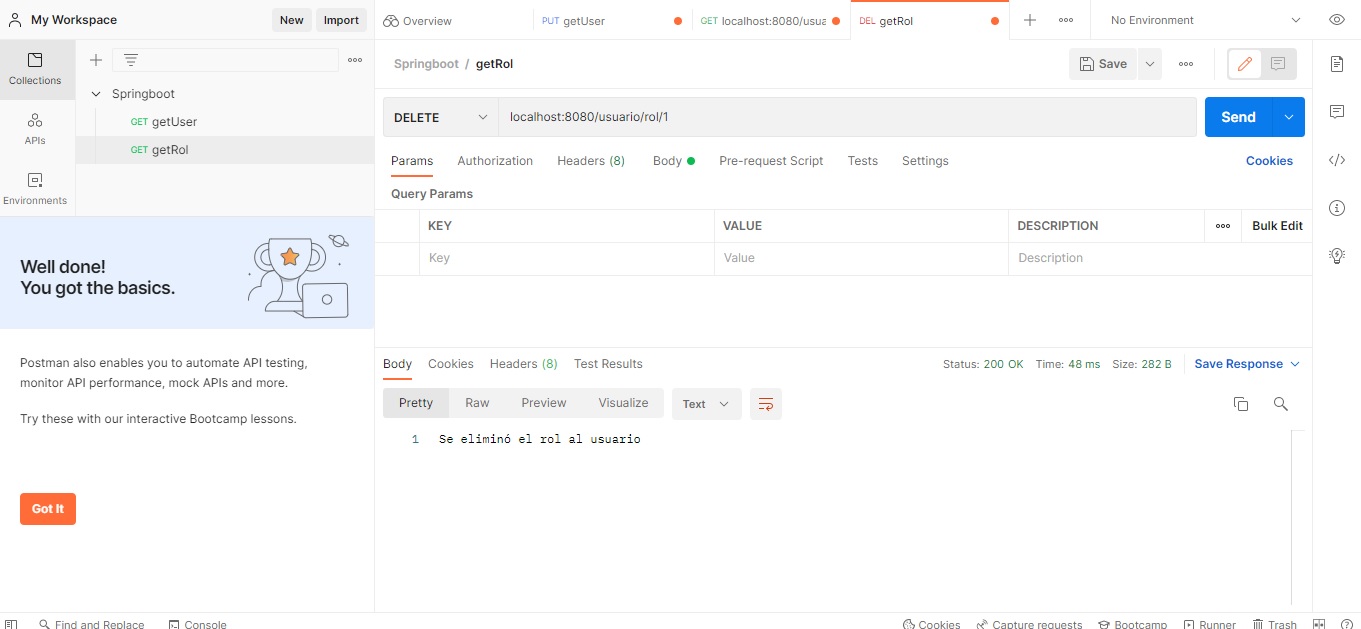 My Workspace
New
Import
Overview
PUT getUser
GET localhost:8080/usua
DEL getRol
No Environment
Collections
APIs
Environments
Springboot
GET getUser
GET getRol
Springboot / getRol
Save
DELETE
localhost:8080/usuario/rol/1
Send
Params
Authorization
Headers (8)
Body
Pre-request Script
Tests
Settings
Cookies
Query Params
KEY
VALUE
DESCRIPTION
Bulk Edit
Key
Value
Description
Well done!
You got the basics.
Postman also enables you to automate API testing,
monitor API performance, mock APIs and more.
Try these with our interactive Bootcamp lessons.
Got It
Body
Cookies
Headers (8)
Test Results
Status: 200 OK
Time: 48 ms
Size: 282 B
Save Response
Pretty
Raw
Preview
Visualize
Text
1 Se eliminó el rol al usuario
Find and Replace
Console
Cookies
Capture requests
Bootcamp
Runner
Trash